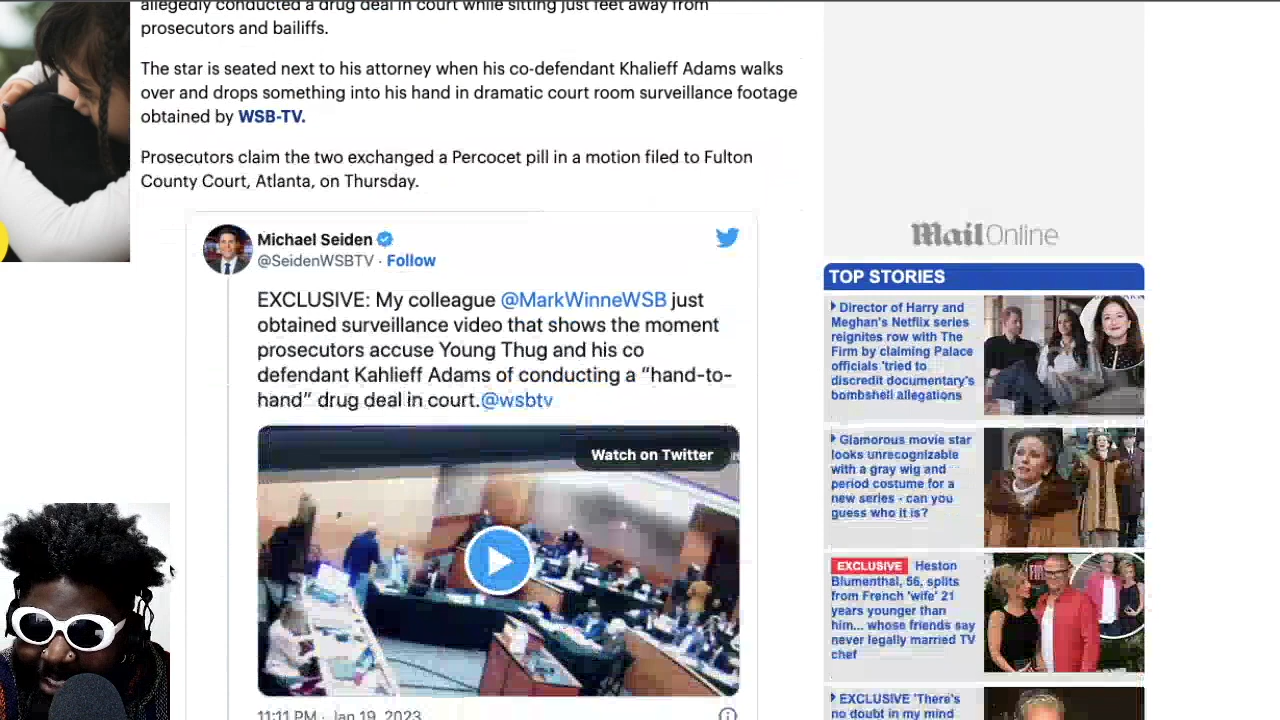 allegedly conducted a drug deal in court while sitting just feet away from
prosecutors and bailiffs.
The star is seated next to his attorney when his co-defendant Khalieff Adams walks
over and drops something into his hand in dramatic court room surveillance footage
obtained by WSB-TV.
Prosecutors claim the two exchanged a Percocet pill in a motion filed to Fulton
County Court, Atlanta, on Thursday.
Michael Seiden
@SeidenWSBTV · Follow
EXCLUSIVE: My colleague @MarkWinneWSB just
obtained surveillance video that shows the moment
prosecutors accuse Young Thug and his co
defendant Kahlieff Adams of conducting a “hand-to-
hand” drug deal in court.@wsbtv
Watch on Twitter
11:11 PM · Jan 19, 2023
Mail Online
TOP STORIES
Director of Harry and
Meghan's Netflix series
reignites row with The
Firm by claiming Palace
officials 'tried to
discredit documentary's
bombshell allegations
Glamorous movie star
looks unrecognizable
with a gray wig and
period costume for a
new series - can you
guess who it is?
EXCLUSIVE Heston
Blumenthal, 56, splits
from French 'wife' 21
years younger than
him... whose friends say
never legally married TV
chef
EXCLUSIVE 'There's
no doubt in my mind